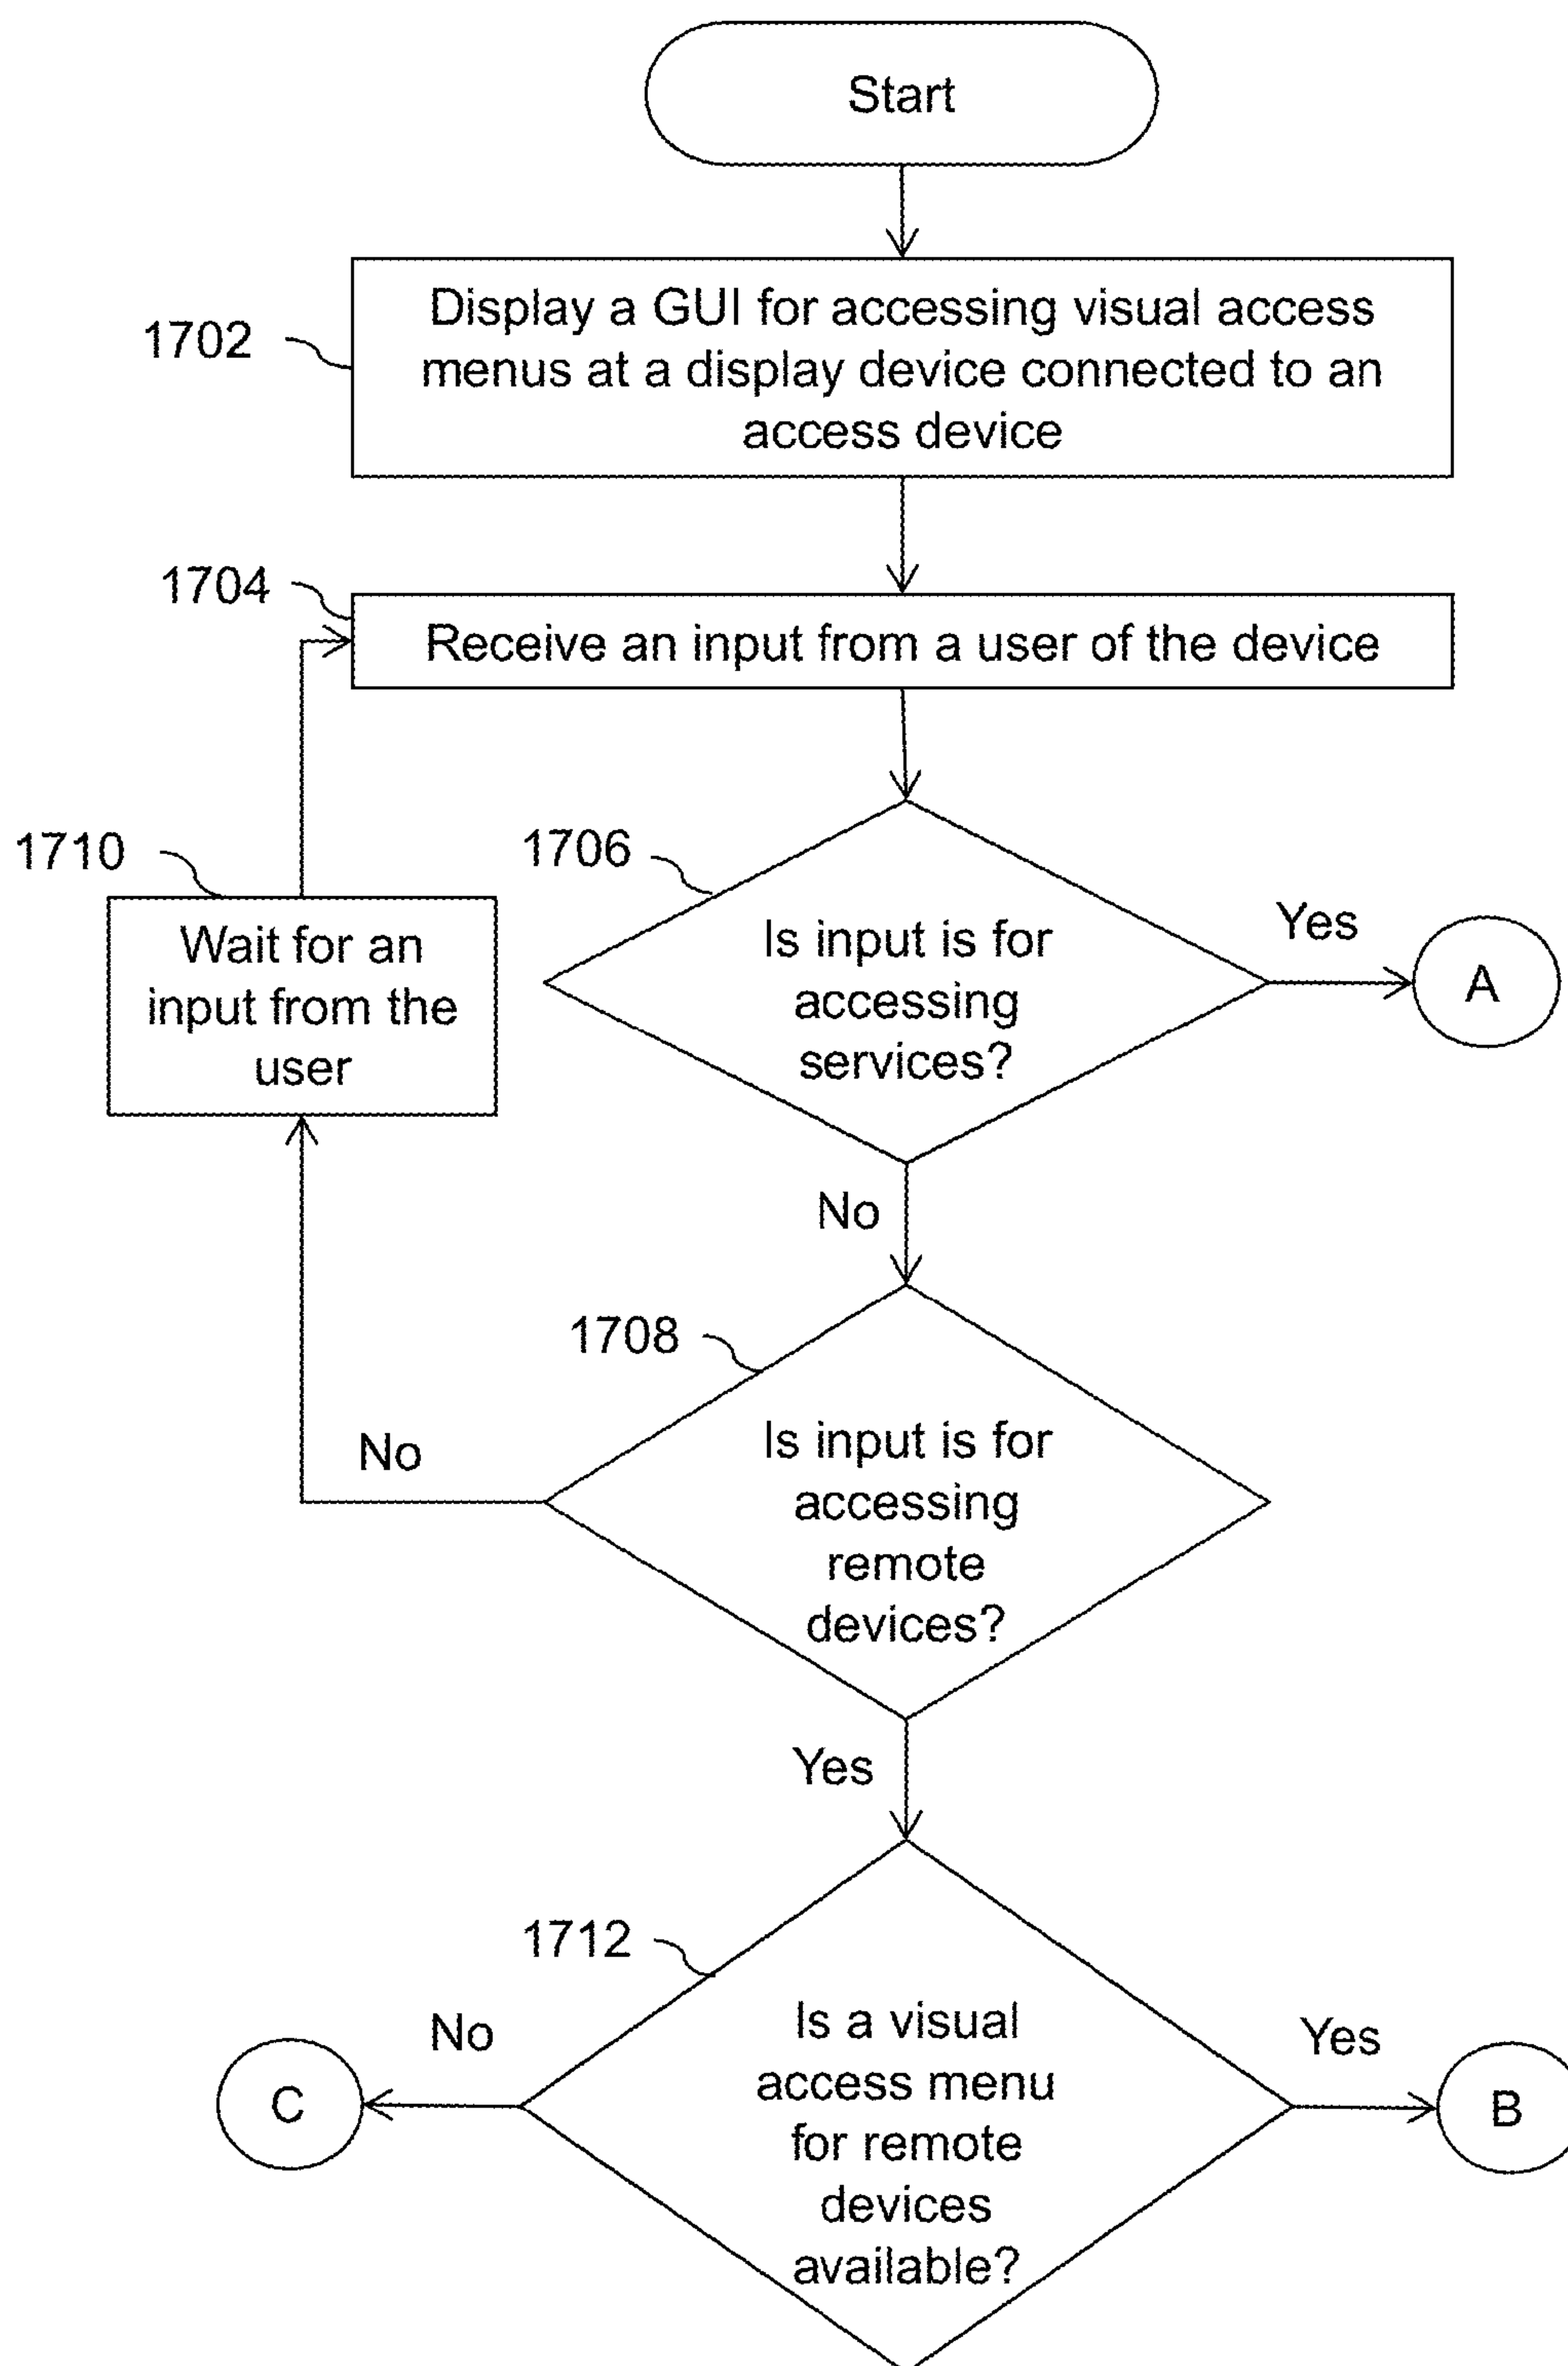 Start
1702
Display a GUI for accessing visual access
menus at a display device connected to an
access device
1704
Receive an input from a user of the device
1710
Wait for an
input from the
user
1706
Is input is for
accessing
services?
Yes
A
No
1708
Is input is for
accessing
remote
devices?
No
Yes
1712
Is a visual
access menu
for remote
devices
available?
No
C
Yes
B